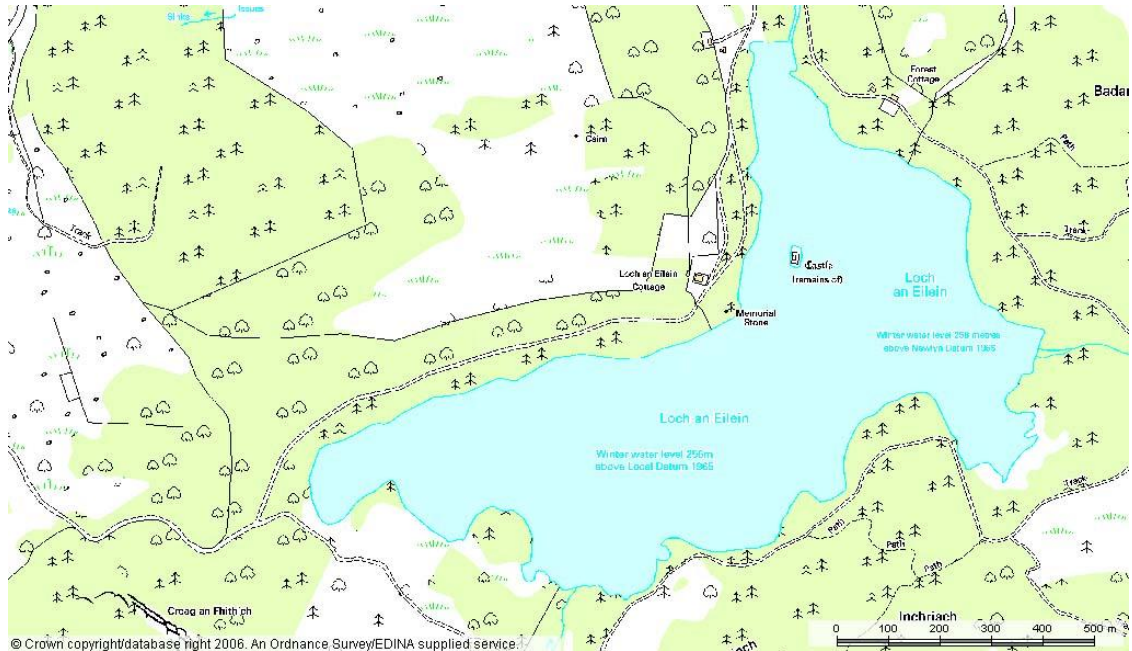 Issues
Sinks
Forest
Cottage
Badan
Cairn
Path
Track
Track
Loch an Eilein
Cottage
Castle
(remains of)
Loch
an Eilein
Memorial
Stone
Winter water level 256 metres
above Newlyn Datum 1965
Loch an Eilein
Winter water level 256m
above Local Datum 1965
Track
Path
Path
Path
Creag an Fhithich
Inchriach
0 100 200 300 400 500 m
© Crown copyright/database right 2006. An Ordnance Survey/EDINA supplied service.